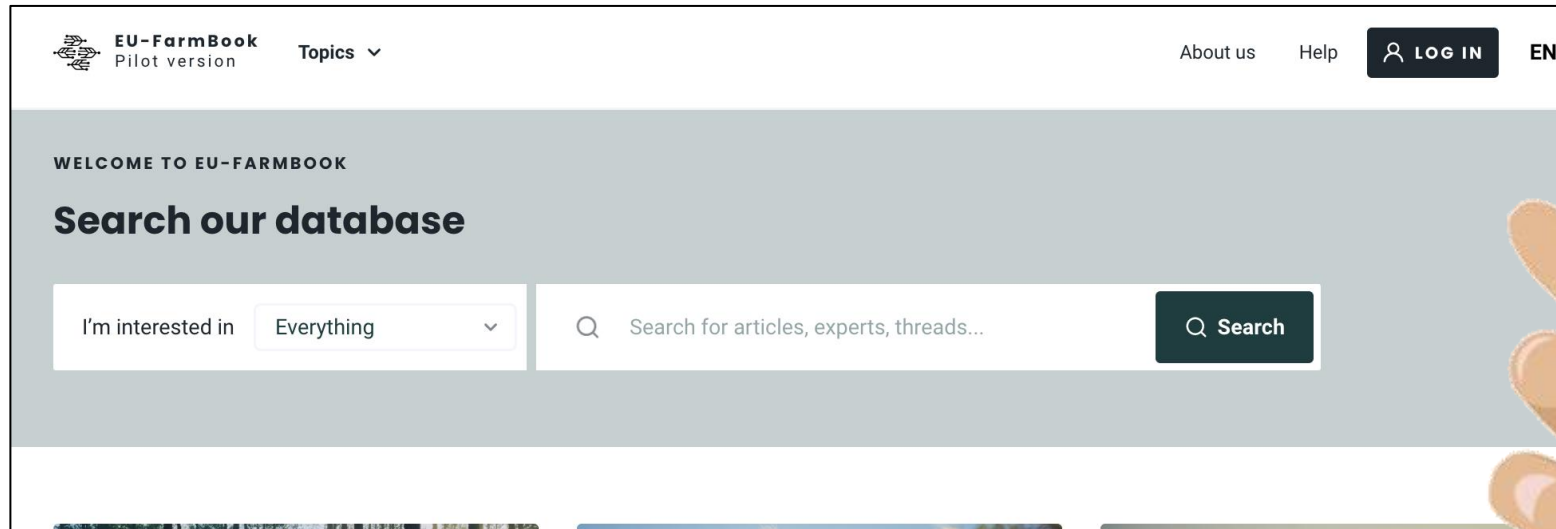 EU-FarmBook
Pilot version
Topics
About us
Help
LOG IN
EN
WELCOME TO EU-FARMBOOK
Search our database
I'm interested in
Everything
Search for articles, experts, threads...
Search